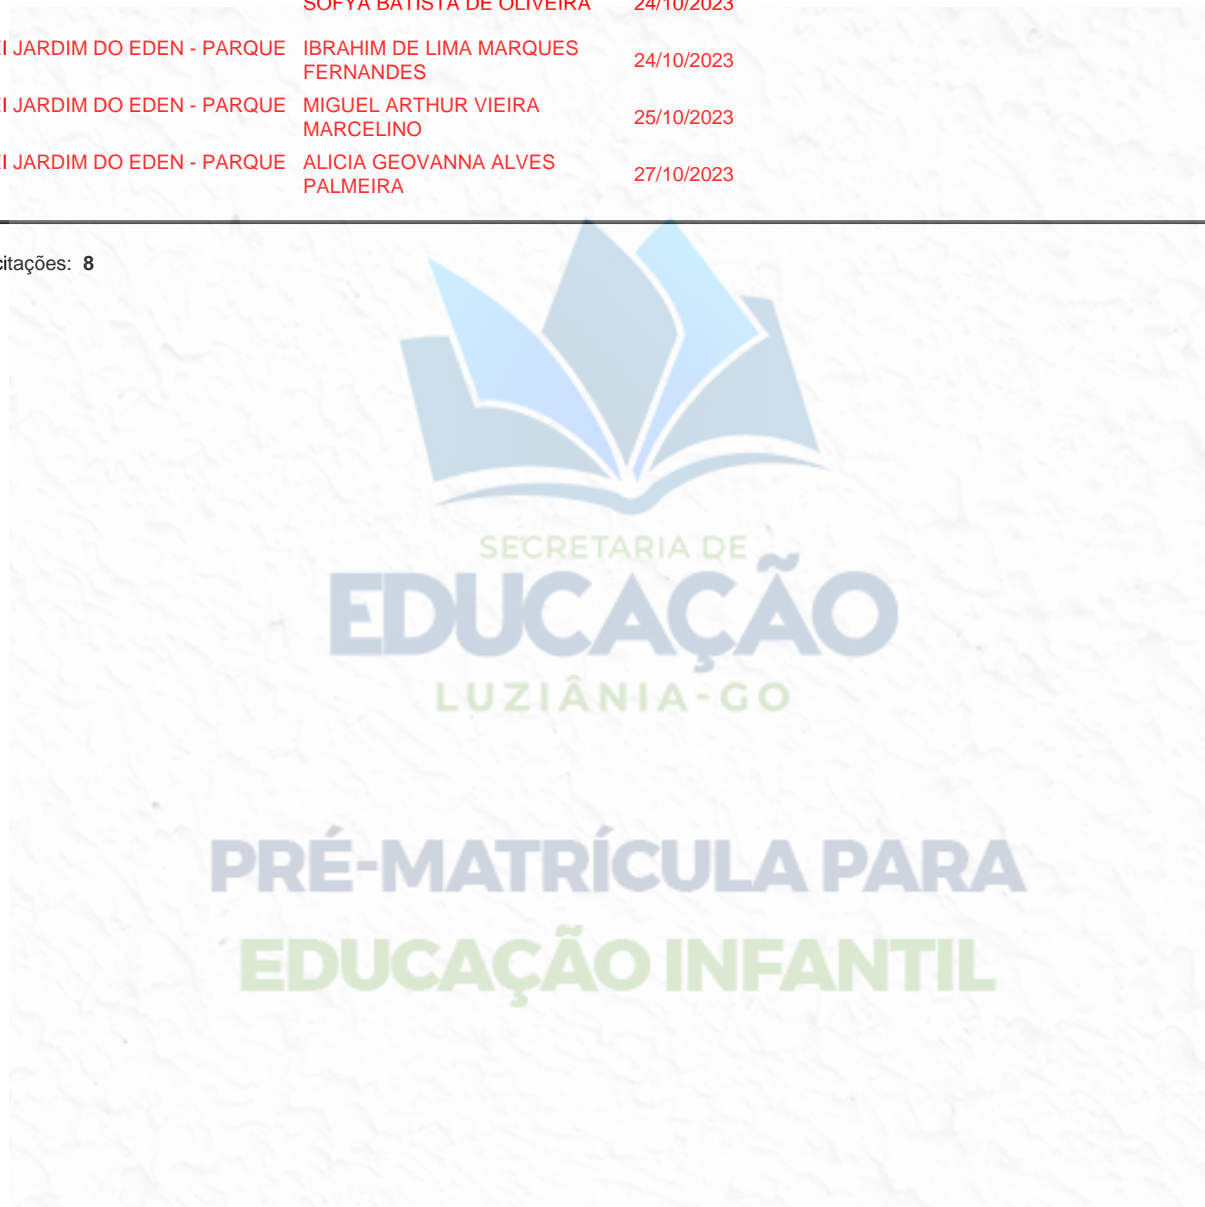 SOFYA BATISTA DE OLIVEIRA 24/10/2023
I JARDIM DO EDEN - PARQUE IBRAHIM DE LIMA MARQUES
FERNANDES 24/10/2023
I JARDIM DO EDEN - PARQUE MIGUEL ARTHUR VIEIRA
MARCELINO 25/10/2023
I JARDIM DO EDEN - PARQUE ALICIA GEOVANNA ALVES
PALMEIRA 27/10/2023
citações: 8
SECRETARIA DE
EDUCAÇÃO
LUZIÂNIA-GO
PRÉ-MATRÍCULA PARA
EDUCAÇÃO INFANTIL